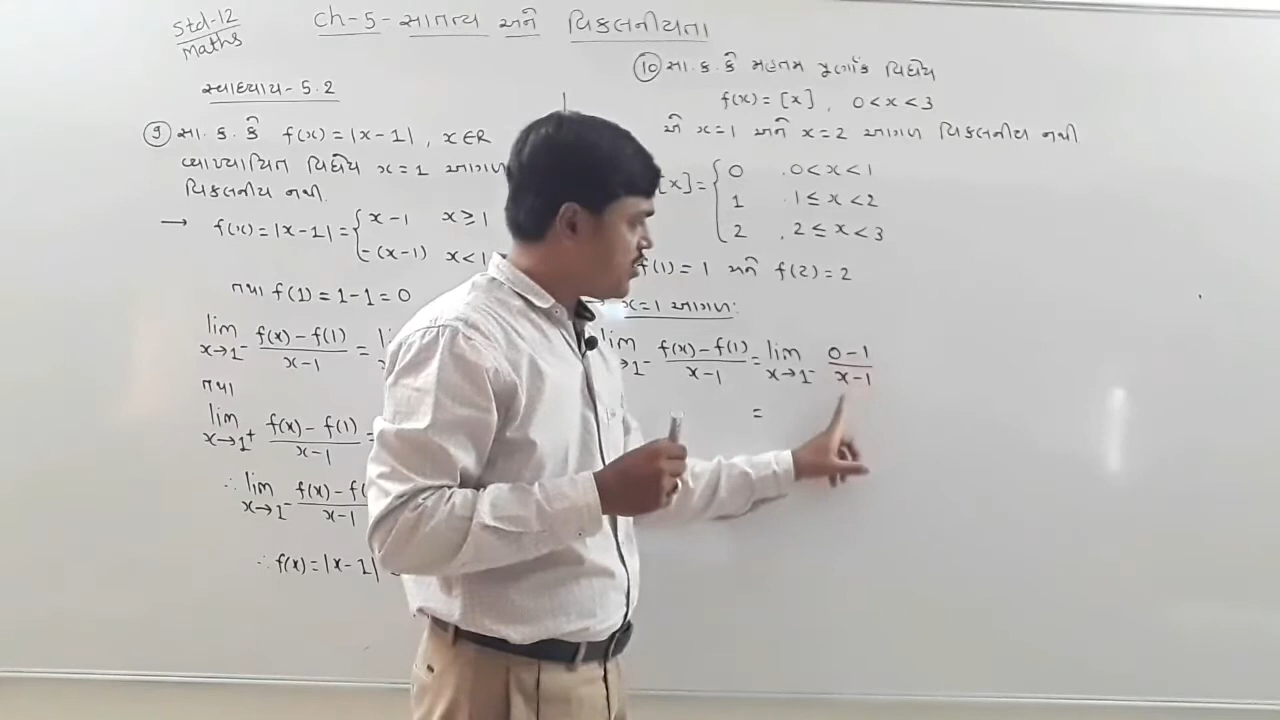 Std-12
Maths
Ch-5 - સાતત્ય અને વિકલનીયતા
સ્વાધ્યાય - 5.2
૧ સા.ક.કે f(x) = |x-1|, x∈R
વ્યાખ્યાયિત વિધેય x=1 આગળ
વિકલનીય નથી.
→ f(x) = |x-1| = { x-1 x≥1
-(x-1) x<1
તથા f(1) = 1-1 = 0
lim x→1⁻ f(x)-f(1) / x-1 =
તથા
lim x→1⁺ f(x)-f(1) / x-1 =
∴ lim x→1⁻ f(x)-f( / x-1
∴ f(x) = |x-1|
10 સા.ક.કે મહતમ પૂર્ણાંક વિધેય
f(x) = [x], 0<x<3
એ x=1 અને x=2 આગળ વિકલનીય નથી
[x] = { 0 , 0<x<1
1 , 1≤x<2
2 , 2≤x<3
f(1) = 1 અને f(2) = 2
→ x=1 આગળ:
lim x→1⁻ f(x)-f(1) / x-1 = lim x→1⁻ 0-1 / x-1
=